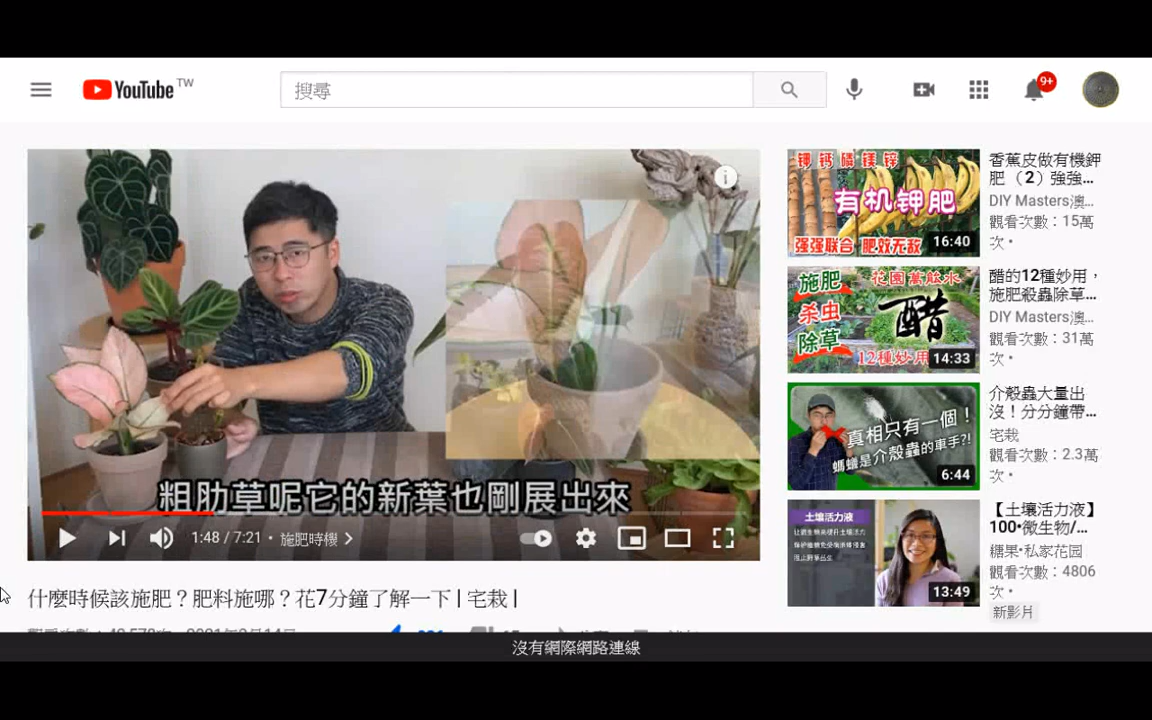 YouTube TW
搜尋
9+
粗肋草呢它的新葉也剛展出來
1:48 / 7:21 • 施肥時機
什麼時候該施肥？肥料施哪？花7分鐘了解一下 | 宅栽 |
钾 钙 磷 镁 锌
有机钾肥
强强联合 肥效无敌
16:40
香蕉皮做有機鉀
肥 （2）強強...
DIY Masters澳...
觀看次數：15萬
次 •
施肥
杀虫
除草
花園萬能水
醋
12種妙用
14:33
醋的12種妙用，
施肥殺蟲除草...
DIY Masters澳...
觀看次數：31萬
次 •
真相只有一個！
螞蟻是介殼蟲的車手?!
6:44
介殼蟲大量出
沒！分分鐘帶...
宅栽
觀看次數：2.3萬
次 •
土壤活力液
13:49
【土壤活力液】
100•微生物/...
糖果•私家花园
觀看次數：4806
次 •
新影片
沒有網際網路連線